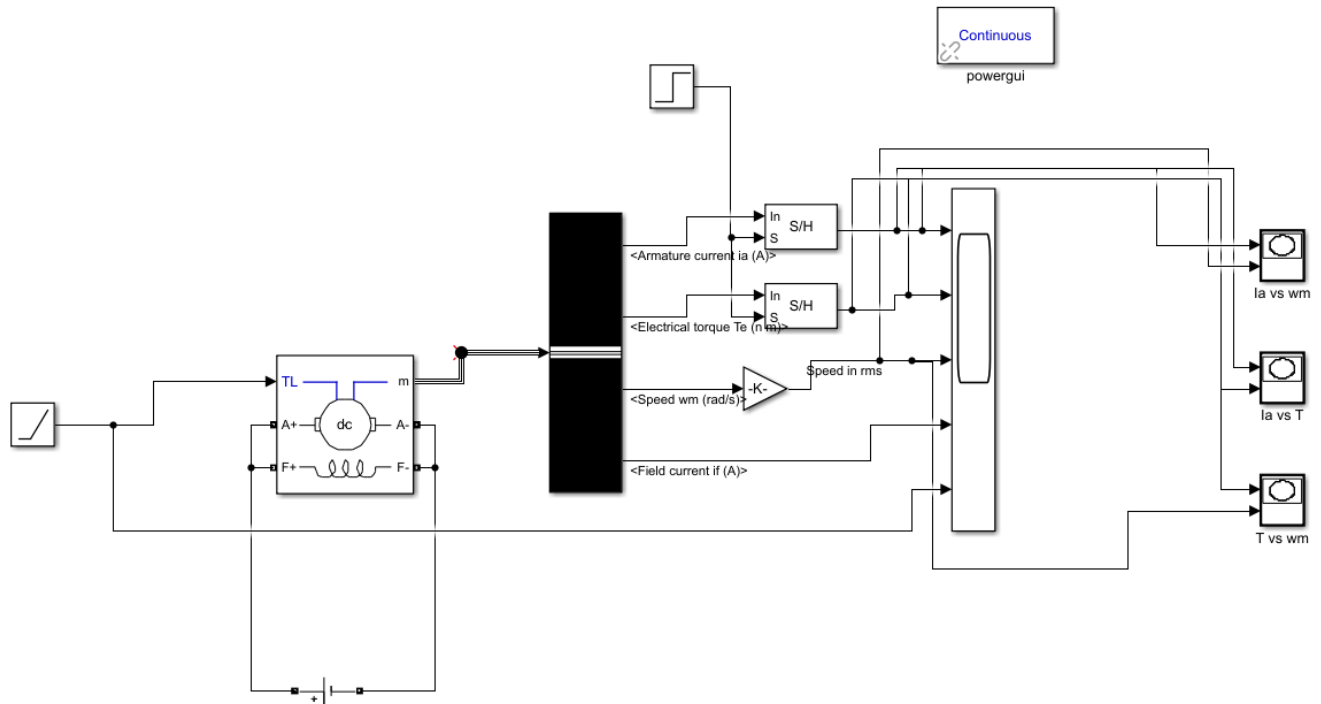 Continuous
powergui
In
S/H
S
<Armature current ia (A)>
In
S/H
S
<Electrical torque Te (n m)>
Ia vs wm
TL
m
A+
dc
A-
F+
F-
Speed in rms
-K-
<Speed wm (rad/s)>
Ia vs T
<Field current if (A)>
T vs wm
+